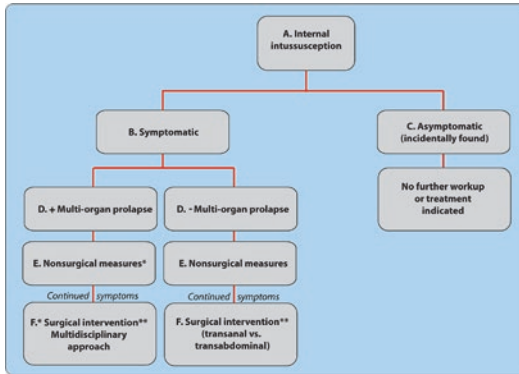 A. Internal
intussusception
B. Symptomatic
C. Asymptomatic
(incidentally found)
No further workup
or treatment
indicated
D. + Multi-organ prolapse
D. - Multi-organ prolapse
E. Nonsurgical measures*
E. Nonsurgical measures
Continued symptoms
Continued symptoms
F.* Surgical intervention**
Multidisciplinary
approach
F. Surgical intervention**
(transanal vs.
transabdominal)